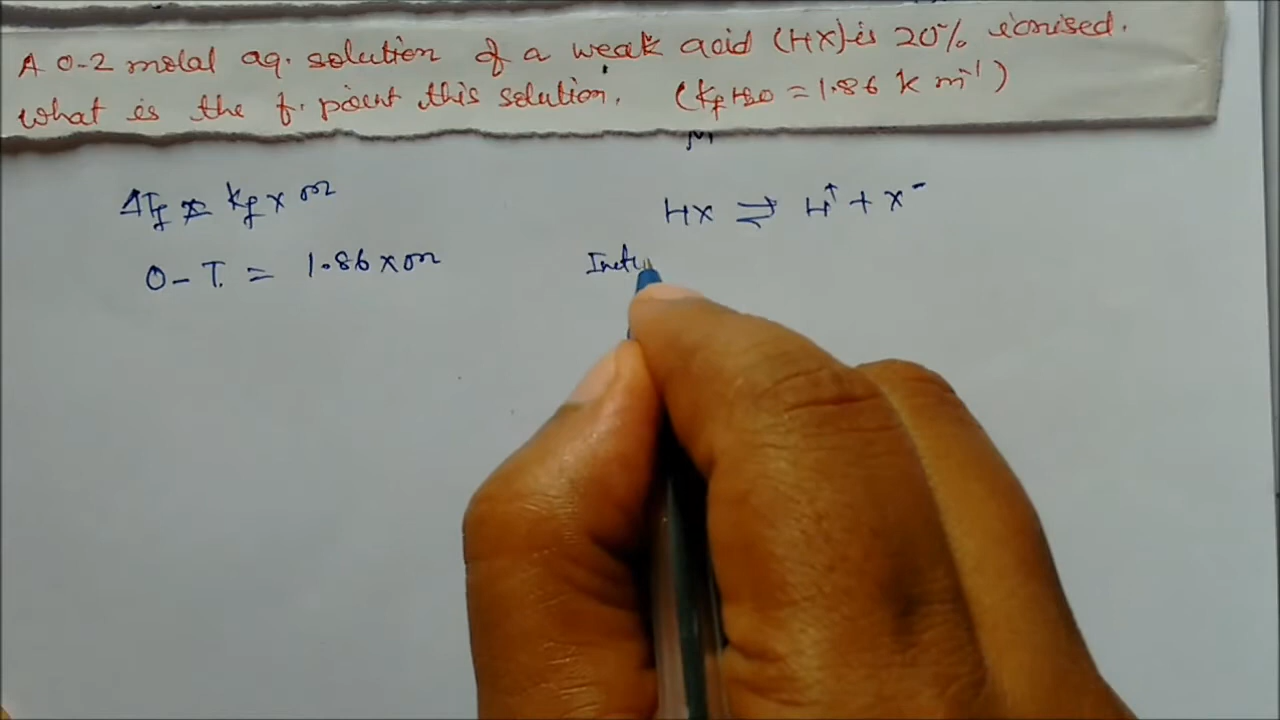 A 0-2 molal aq. solution of a weak acid (HX) is 20% ionised.
what is the f. point this solution. (Kf H2O = 1.86 K m-1)
ΔTf = Kf x m
HX ⇌ H+ + X-
0 - T. = 1.86 x m